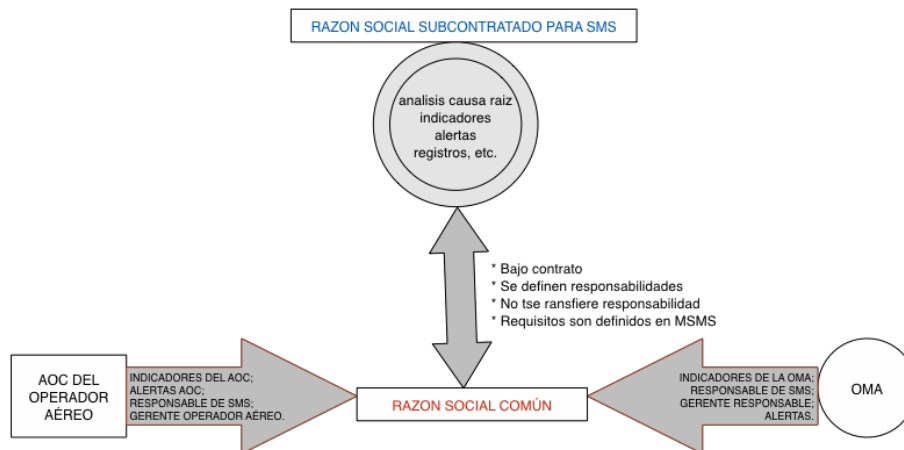 RAZON SOCIAL SUBCONTRATADO PARA SMS
analisis causa raiz
indicadores
alertas
registros, etc.
* Bajo contrato
* Se definen responsabilidades
* No tse ransfiere responsabilidad
* Requisitos son definidos en MSMS
AOC DEL
OPERADOR
AÉREO
INDICADORES DEL AOC;
ALERTAS AOC;
RESPONSABLE DE SMS;
GERENTE OPERADOR AÉREO.
RAZON SOCIAL COMÚN
INDICADORES DE LA OMA;
RESPONSABLE DE SMS;
GERENTE RESPONSABLE;
ALERTAS.
OMA